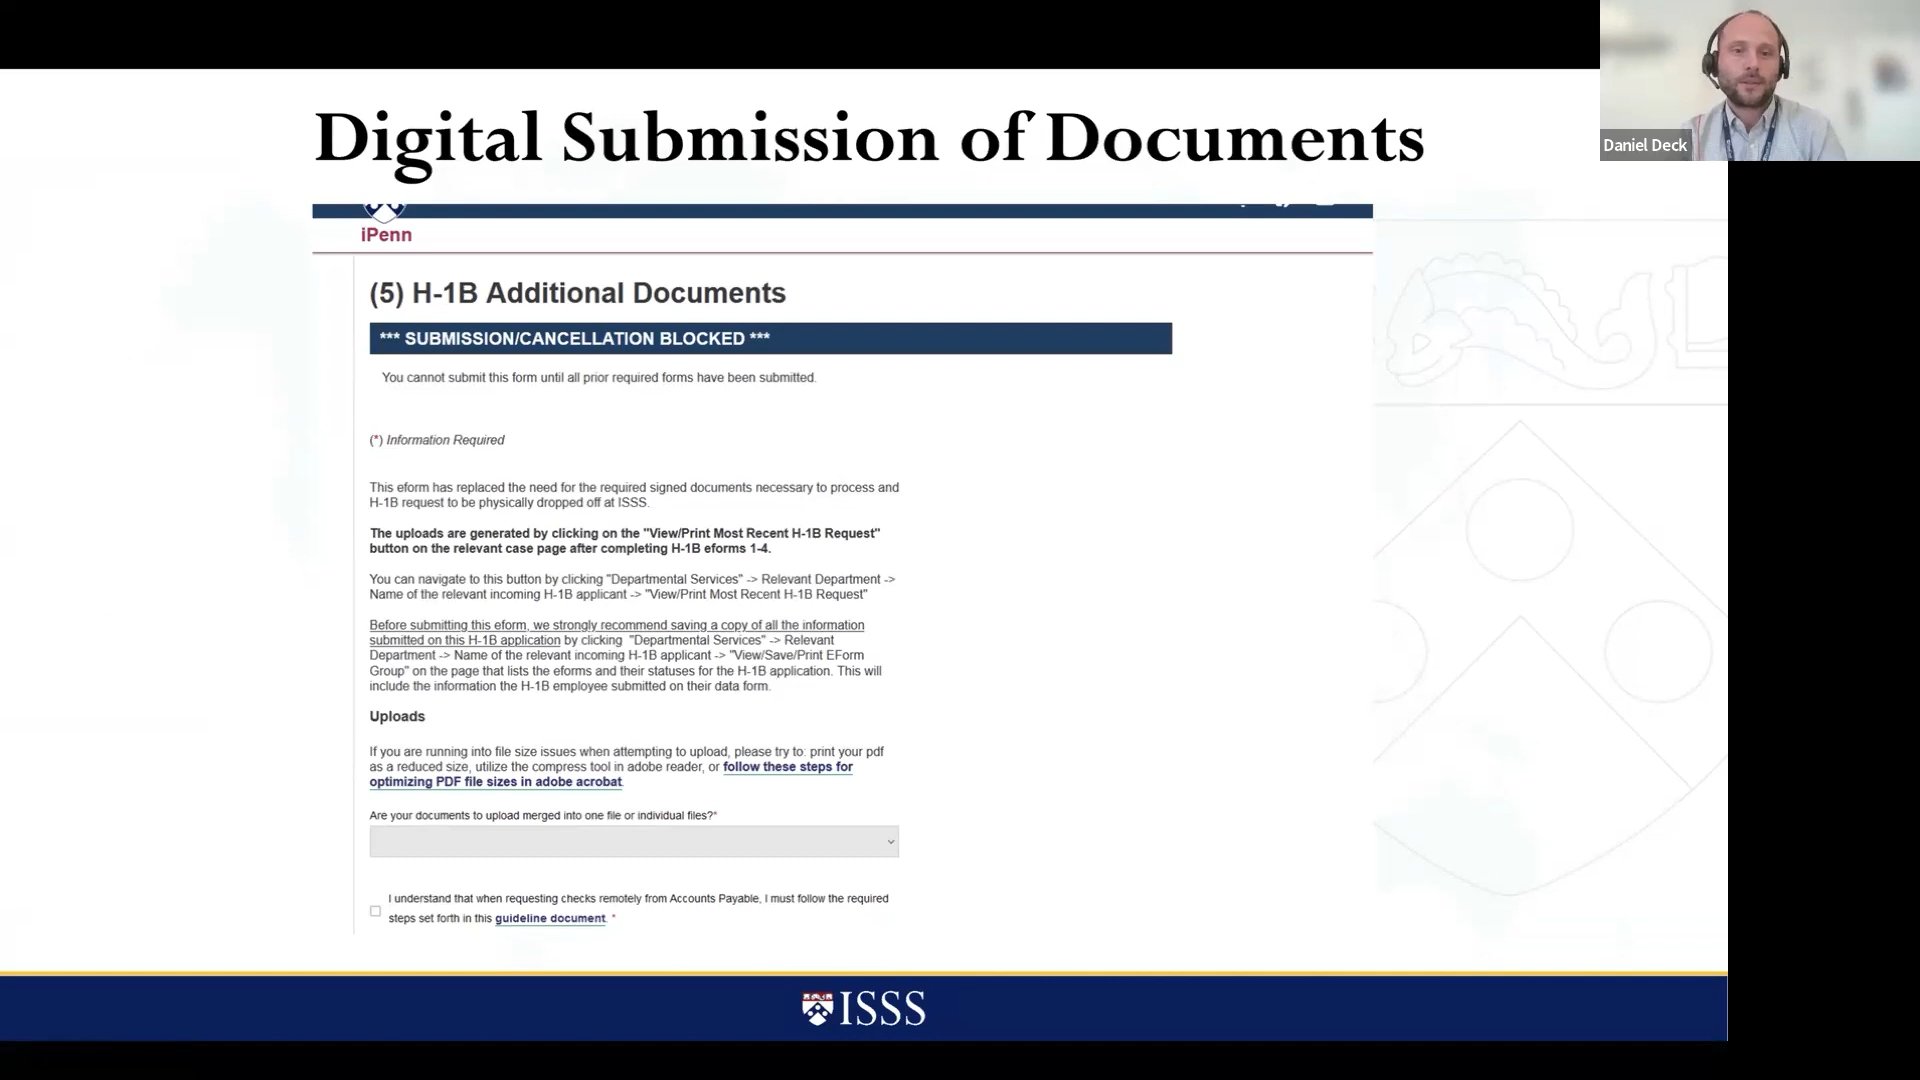 Digital Submission of Documents
Daniel Deck
iPenn
(5) H-1B Additional Documents
*** SUBMISSION/CANCELLATION BLOCKED ***
You cannot submit this form until all prior required forms have been submitted.
(*) Information Required
This eform has replaced the need for the required signed documents necessary to process and
H-1B request to be physically dropped off at ISSS.
The uploads are generated by clicking on the "View/Print Most Recent H-1B Request"
button on the relevant case page after completing H-1B eforms 1-4.
You can navigate to this button by clicking "Departmental Services" -> Relevant Department ->
Name of the relevant incoming H-1B applicant -> "View/Print Most Recent H-1B Request"
Before submitting this eform, we strongly recommend saving a copy of all the information
submitted on this H-1B application by clicking "Departmental Services" -> Relevant
Department -> Name of the relevant incoming H-1B applicant -> "View/Save/Print EForm
Group" on the page that lists the eforms and their statuses for the H-1B application. This will
include the information the H-1B employee submitted on their data form.
Uploads
If you are running into file size issues when attempting to upload, please try to: print your pdf
as a reduced size, utilize the compress tool in adobe reader, or follow these steps for
optimizing PDF file sizes in adobe acrobat.
Are your documents to upload merged into one file or individual files?*
I understand that when requesting checks remotely from Accounts Payable, I must follow the required
steps set forth in this guideline document. *
ISSS